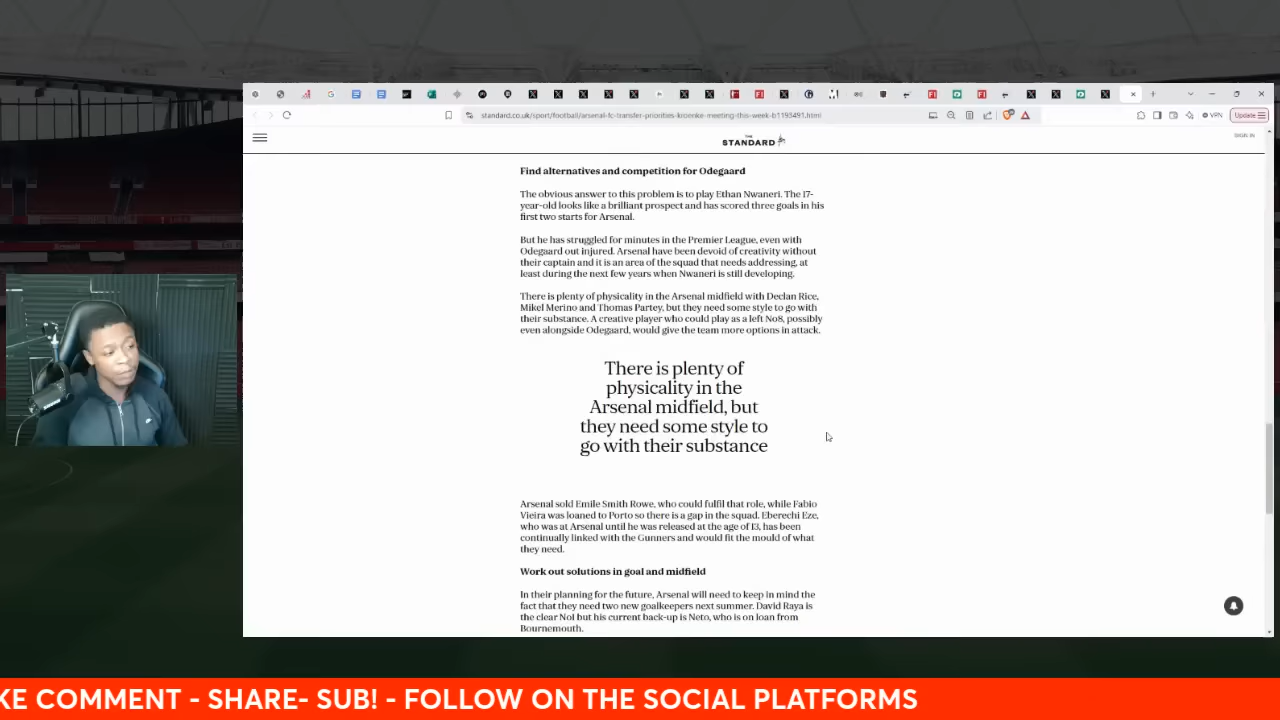 Update
standard.co.uk/sport/football/arsenal-fc-transfer-priorities-kroenke-meeting-this-week-b1193491.html
VPN
THE
STANDARD
SIGN IN
Find alternatives and competition for Odegaard
The obvious answer to this problem is to play Ethan Nwaneri. The 17-
year-old looks like a brilliant prospect and has scored three goals in his
first two starts for Arsenal.
But he has struggled for minutes in the Premier League, even with
Odegaard out injured. Arsenal have been devoid of creativity without
their captain and it is an area of the squad that needs addressing, at
least during the next few years when Nwaneri is still developing.
There is plenty of physicality in the Arsenal midfield with Declan Rice,
Mikel Merino and Thomas Partey, but they need some style to go with
their substance. A creative player who could play as a left No8, possibly
even alongside Odegaard, would give the team more options in attack.
There is plenty of
physicality in the
Arsenal midfield, but
they need some style to
go with their substance
Arsenal sold Emile Smith Rowe, who could fulfil that role, while Fabio
Vieira was loaned to Porto so there is a gap in the squad. Eberechi Eze,
who was at Arsenal until he was released at the age of 13, has been
continually linked with the Gunners and would fit the mould of what
they need.
Work out solutions in goal and midfield
In their planning for the future, Arsenal will need to keep in mind the
fact that they need two new goalkeepers next summer. David Raya is
the clear No1 but his current back-up is Neto, who is on loan from
Bournemouth.
KE COMMENT - SHARE- SUB! - FOLLOW ON THE SOCIAL PLATFORMS